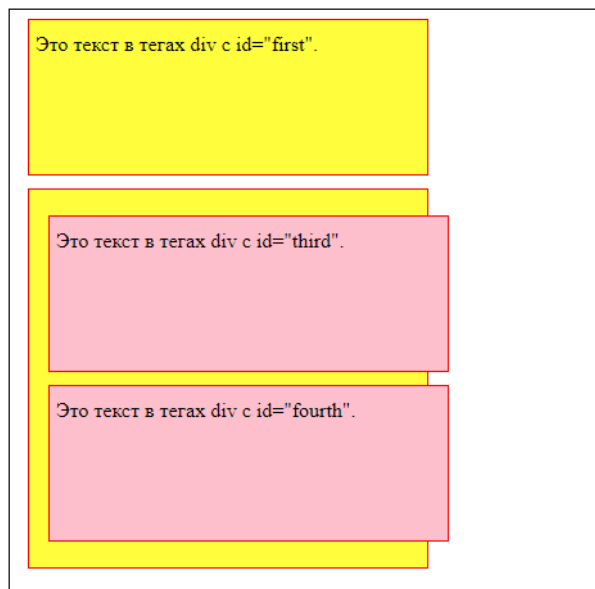 Это текст в тегах div с id="first".
Это текст в тегах div с id="third".
Это текст в тегах div с id="fourth".